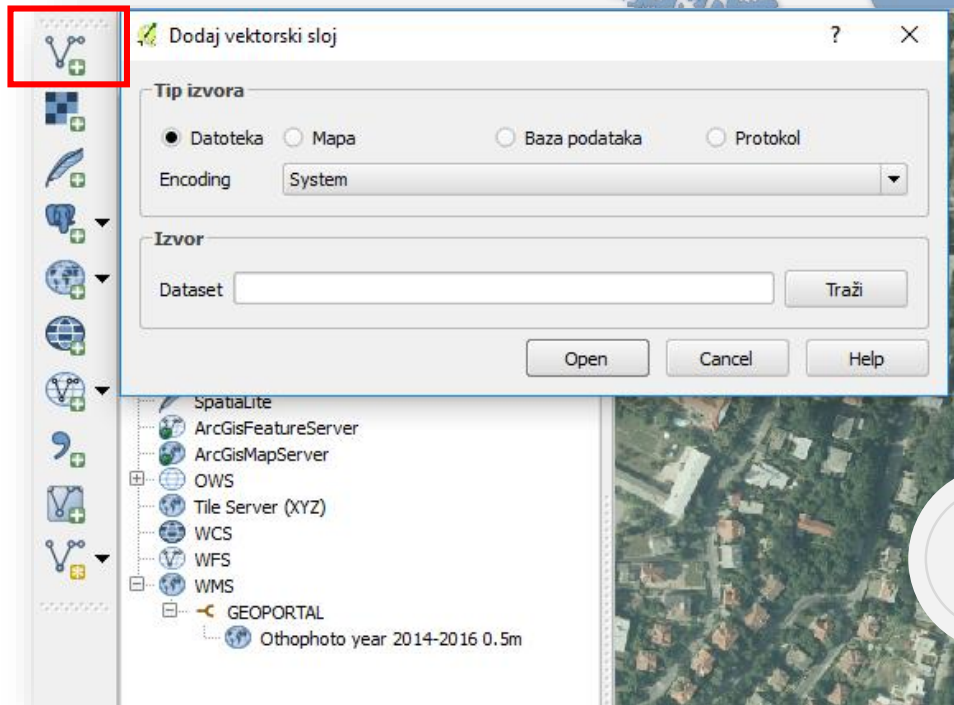 Dodaj vektorski sloj ?
Tip izvora
Datoteka Mapa Baza podataka Protokol
Encoding System
Izvor
Dataset Traži
Open Cancel Help
SpatiaLite
ArcGisFeatureServer
ArcGisMapServer
OWS
Tile Server (XYZ)
WCS
WFS
WMS
GEOPORTAL
Othophoto year 2014-2016 0.5m